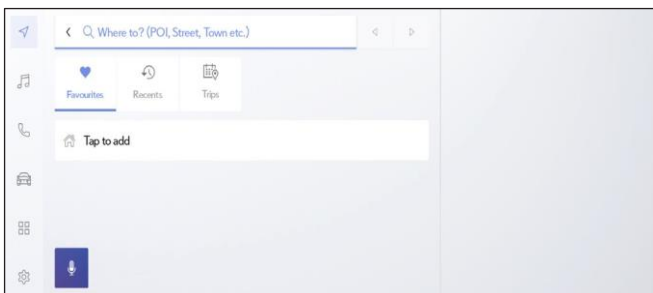 Where to? (POI, Street, Town etc.)
Favourites
Recents
Trips
Tap to add